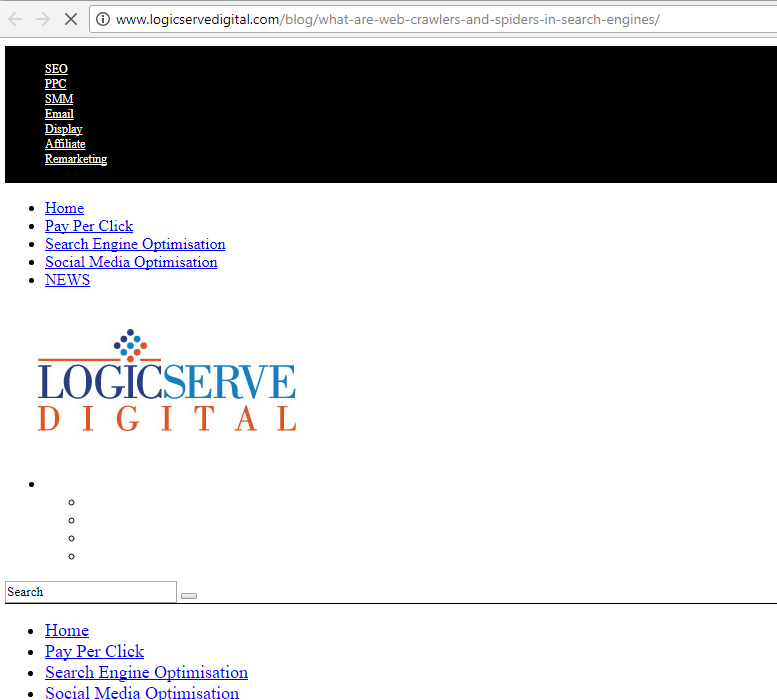 www.logicservedigital.com/blog/what-are-web-crawlers-and-spiders-in-search-engines/
SEO
PPC
SMM
Email
Display
Affiliate
Remarketing
Home
Pay Per Click
Search Engine Optimisation
Social Media Optimisation
NEWS
LOGICSERVE
DIGITAL
Search
Home
Pay Per Click
Search Engine Optimisation
Social Media Optimisation